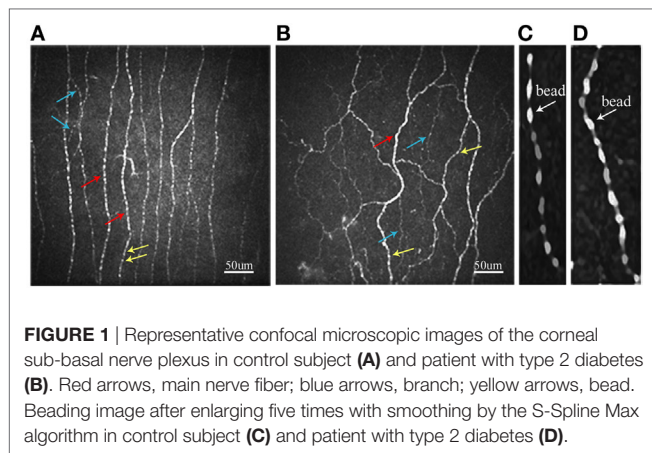 A
B
C
D
bead
bead
50um
50um
FIGURE 1 | Representative confocal microscopic images of the corneal
sub-basal nerve plexus in control subject (A) and patient with type 2 diabetes
(B). Red arrows, main nerve fiber; blue arrows, branch; yellow arrows, bead.
Beading image after enlarging five times with smoothing by the S-Spline Max
algorithm in control subject (C) and patient with type 2 diabetes (D).